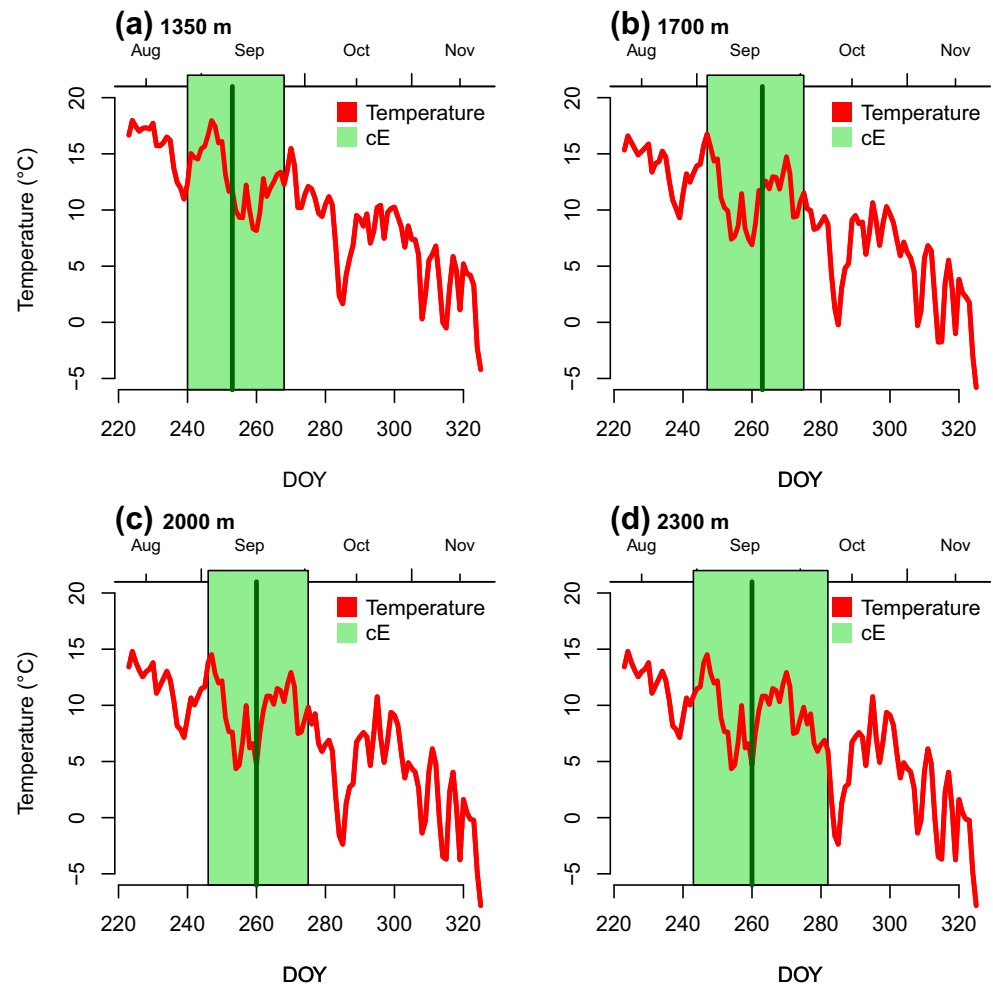 (a) 1350 m
Aug Sep Oct Nov
Temperature
cE
20
15
10
5
0
−5
Temperature (°C)
220 240 260 280 300 320
DOY
(b) 1700 m
Aug Sep Oct Nov
Temperature
cE
20
15
10
5
0
−5
220 240 260 280 300 320
DOY
(c) 2000 m
Aug Sep Oct Nov
Temperature
cE
20
15
10
5
0
−5
Temperature (°C)
220 240 260 280 300 320
DOY
(d) 2300 m
Aug Sep Oct Nov
Temperature
cE
20
15
10
5
0
−5
220 240 260 280 300 320
DOY